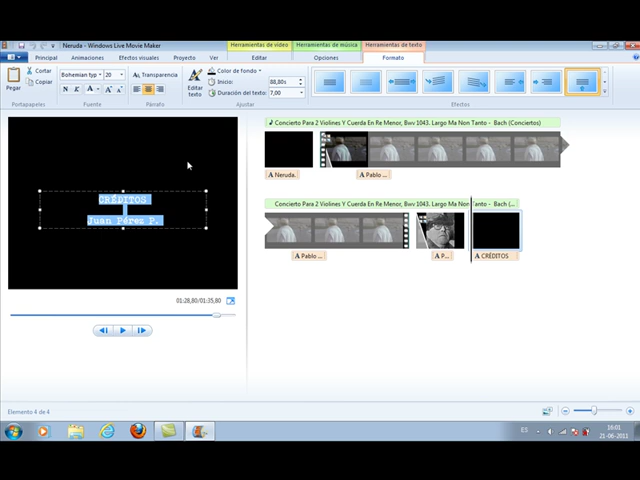 Neruda - Windows Live Movie Maker
Herramientas de vídeo
Herramientas de música
Herramientas de texto
Principal
Animaciones
Efectos visuales
Proyecto
Ver
Editar
Opciones
Formato
Pegar
Cortar
Copiar
Portapapeles
Bohemian typ
20
N
K
A
Fuente
Transparencia
Párrato
Editar texto
Color de fondo
Inicio:
88,80s
Duración del texto:
7,00
Ajustar
Efectos
CRÉDITOS
Juan Pérez P.
01:28,80/01:35,80
Concierto Para 2 Violines Y Cuerda En Re Menor, Bwv 1043. Largo Ma Non Tanto - Bach (Conciertos)
A Neruda.
A Pablo ...
Concierto Para 2 Violines Y Cuerda En Re Menor, Bwv 1043. Largo Ma Non Tanto - Bach (...
A Pablo ...
A P...
A CRÉDITOS
Elemento 4 de 4
ES
16:01
21-06-2011